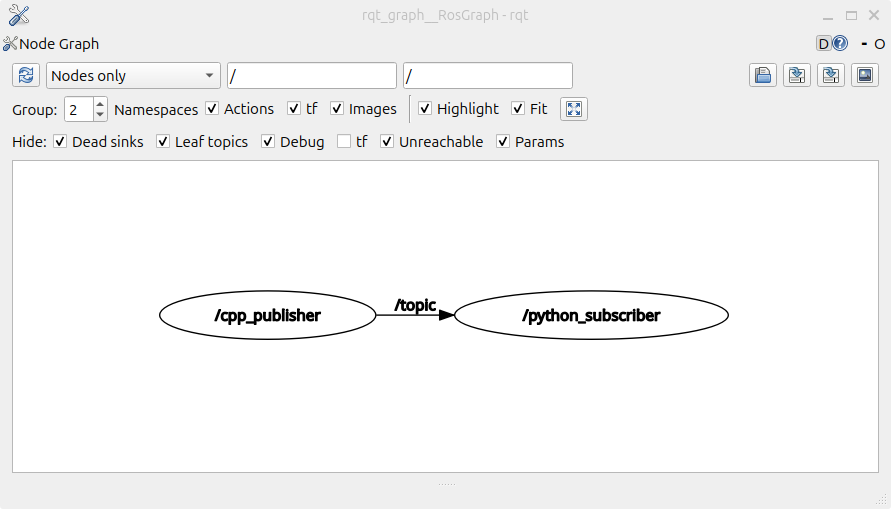 rqt_graph__RosGraph - rqt
Node Graph D - O
Nodes only / /
Group: 2 Namespaces Actions tf Images Highlight Fit
Hide: Dead sinks Leaf topics Debug tf Unreachable Params
/cpp_publisher /topic /python_subscriber